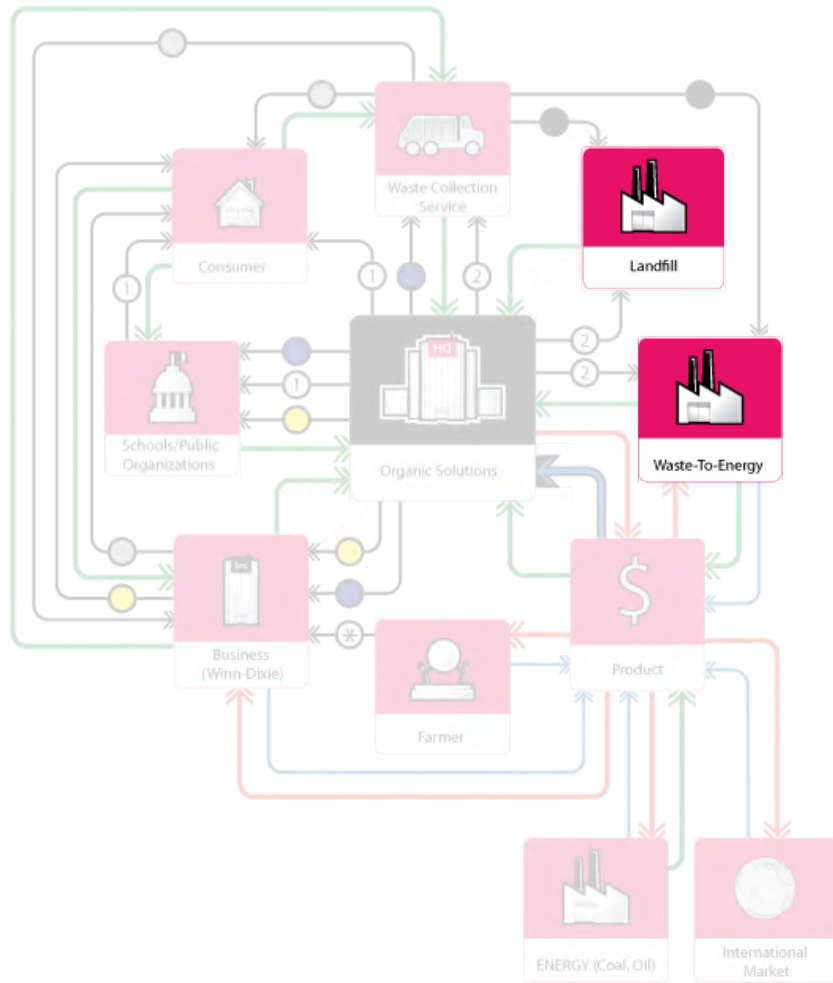 Waste Collection
Service
Consumer
Landfill
1
1
2
HQ
2
1
2
Schools/Public
Organizations
Organic Solutions
Waste-To-Energy
Inc
$
*
Business
(Winn-Dixie)
Product
Farmer
ENERGY (Coal, Oil)
International
Market